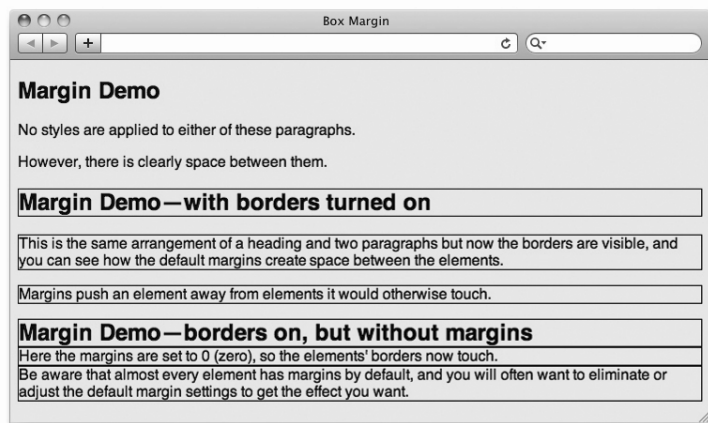 Box Margin
Margin Demo
No styles are applied to either of these paragraphs.
However, there is clearly space between them.
Margin Demo—with borders turned on
This is the same arrangement of a heading and two paragraphs but now the borders are visible, and
you can see how the default margins create space between the elements.
Margins push an element away from elements it would otherwise touch.
Margin Demo—borders on, but without margins
Here the margins are set to 0 (zero), so the elements' borders now touch.
Be aware that almost every element has margins by default, and you will often want to eliminate or
adjust the default margin settings to get the effect you want.